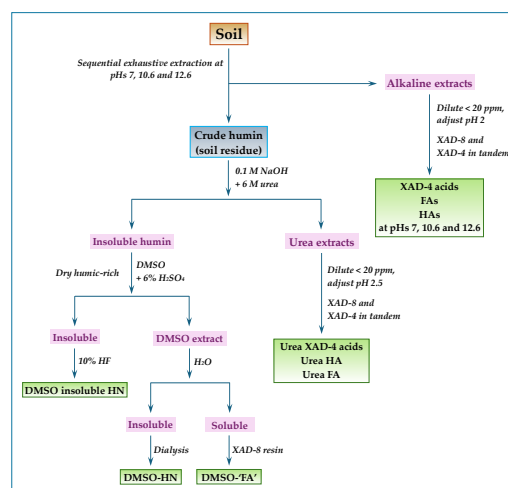 Soil
Sequential exhaustive extraction at
pHs 7, 10.6 and 12.6
Alkaline extracts
Dilute < 20 ppm,
adjust pH 2
XAD-8 and
XAD-4 in tandem
Crude humin
(soil residue)
XAD-4 acids
FAs
HAs
at pHs 7, 10.6 and 12.6
0.1 M NaOH
+ 6 M urea
Insoluble humin
Urea extracts
Dry humic-rich
DMSO
+ 6% H₂SO₄
Dilute < 20 ppm,
adjust pH 2.5
XAD-8 and
XAD-4 in tandem
Insoluble
DMSO extract
10% HF
H₂O
Urea XAD-4 acids
Urea HA
Urea FA
DMSO insoluble HN
Insoluble
Soluble
Dialysis
XAD-8 resin
DMSO-HN
DMSO-‘FA’